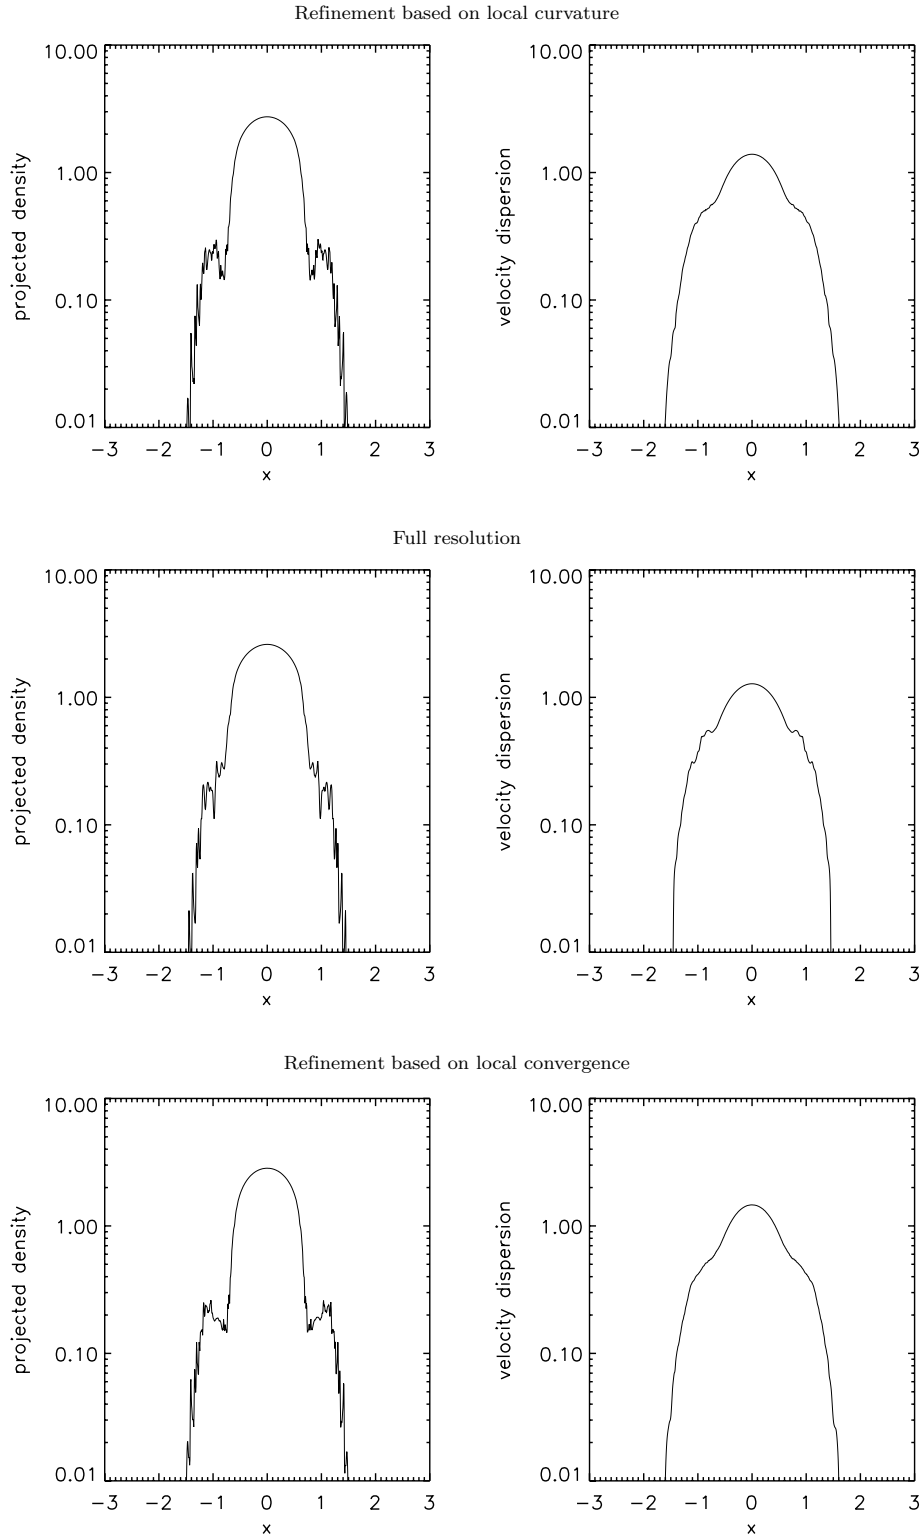 Refinement based on local curvature
10.00 10.00
1.00 1.00
projected density velocity dispersion
0.10 0.10
0.01 0.01
−3 −2 −1 0 1 2 3 −3 −2 −1 0 1 2 3
x x
Full resolution
10.00 10.00
1.00 1.00
projected density velocity dispersion
0.10 0.10
0.01 0.01
−3 −2 −1 0 1 2 3 −3 −2 −1 0 1 2 3
x x
Refinement based on local convergence
10.00 10.00
1.00 1.00
projected density velocity dispersion
0.10 0.10
0.01 0.01
−3 −2 −1 0 1 2 3 −3 −2 −1 0 1 2 3
x x